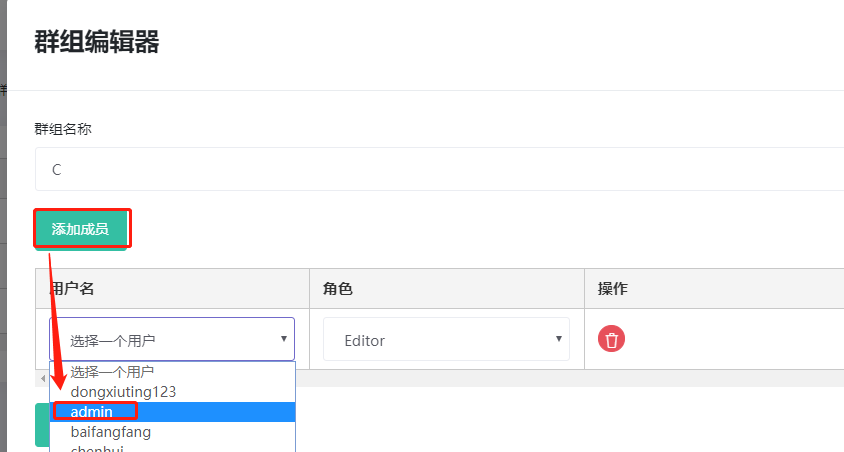 群组编辑器
群组名称
C
添加成员
用户名 角色 操作
选择一个用户 Editor
选择一个用户
dongxiuting123
admin
baifangfang
chenhui